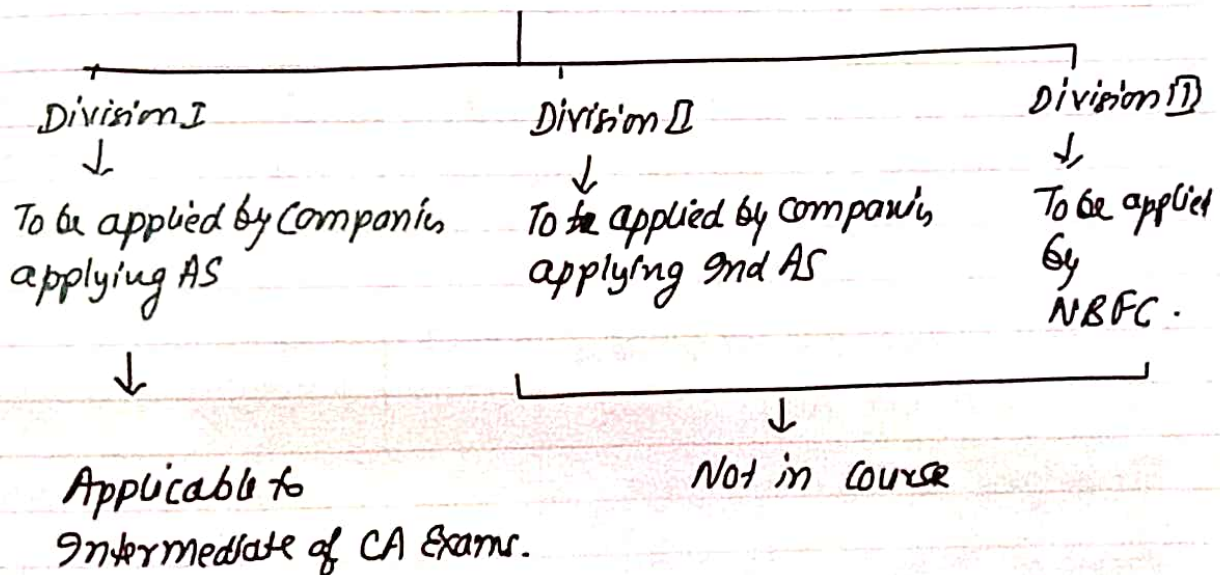 Division I
Division II
Division III
To be applied by Companies
applying AS
To be applied by companies
applying Ind AS
To be applied
by
NBFC.
Applicable to
Intermediate of CA Exams.
Not in course